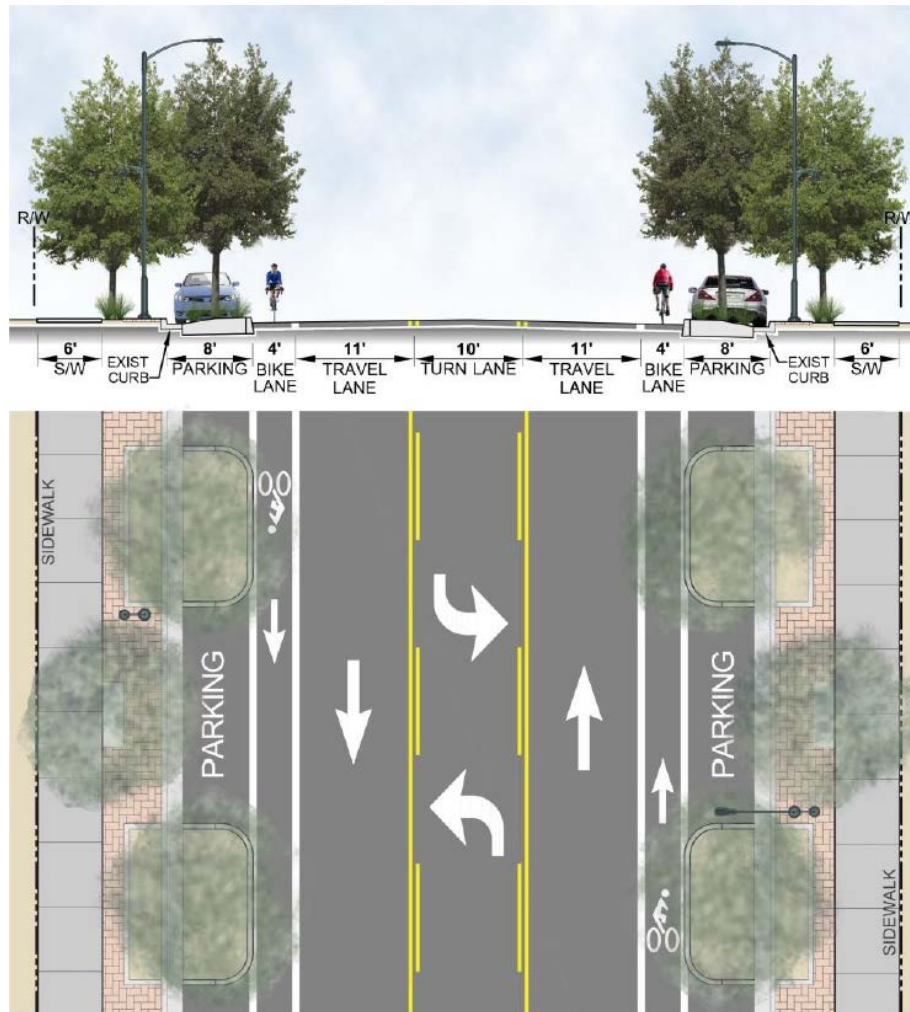 R/W
R/W
6'
S/W
EXIST
CURB
8'
PARKING
4'
BIKE
LANE
11'
TRAVEL
LANE
10'
TURN LANE
11'
TRAVEL
LANE
4'
BIKE
LANE
8'
PARKING
EXIST
CURB
6'
S/W
SIDEWALK
PARKING
PARKING
SIDEWALK